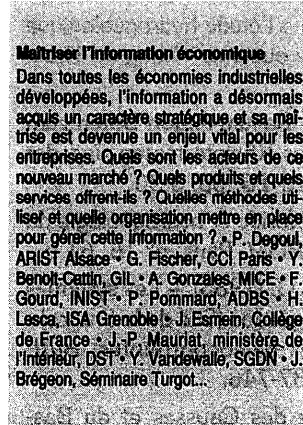 Maîtriser l'information économique
Dans toutes les économies industrielles
développées, l'information a désormais
acquis un caractère stratégique et sa maî-
trise est devenue un enjeu vital pour les
entreprises. Quels sont les acteurs de ce
nouveau marché ? Quels produits et quels
services offrent-ils ? Quelles méthodes uti-
liser et quelle organisation mettre en place
pour gérer cette information ? • P. Degoul,
ARIST Alsace • G. Fischer, CCI Paris • Y.
Benoit-Cattin, GIL • A. Gonzales, MICE • F.
Gourd, INIST • P. Pommard, ADBS • H.
Lesca, ISA Grenoble • J. Esmein, Collège
de France • J.-P. Mauriat, ministère de
l'Intérieur, DST • Y. Vandewalle, SGDN • J.
Brégeon, Séminaire Turgot...